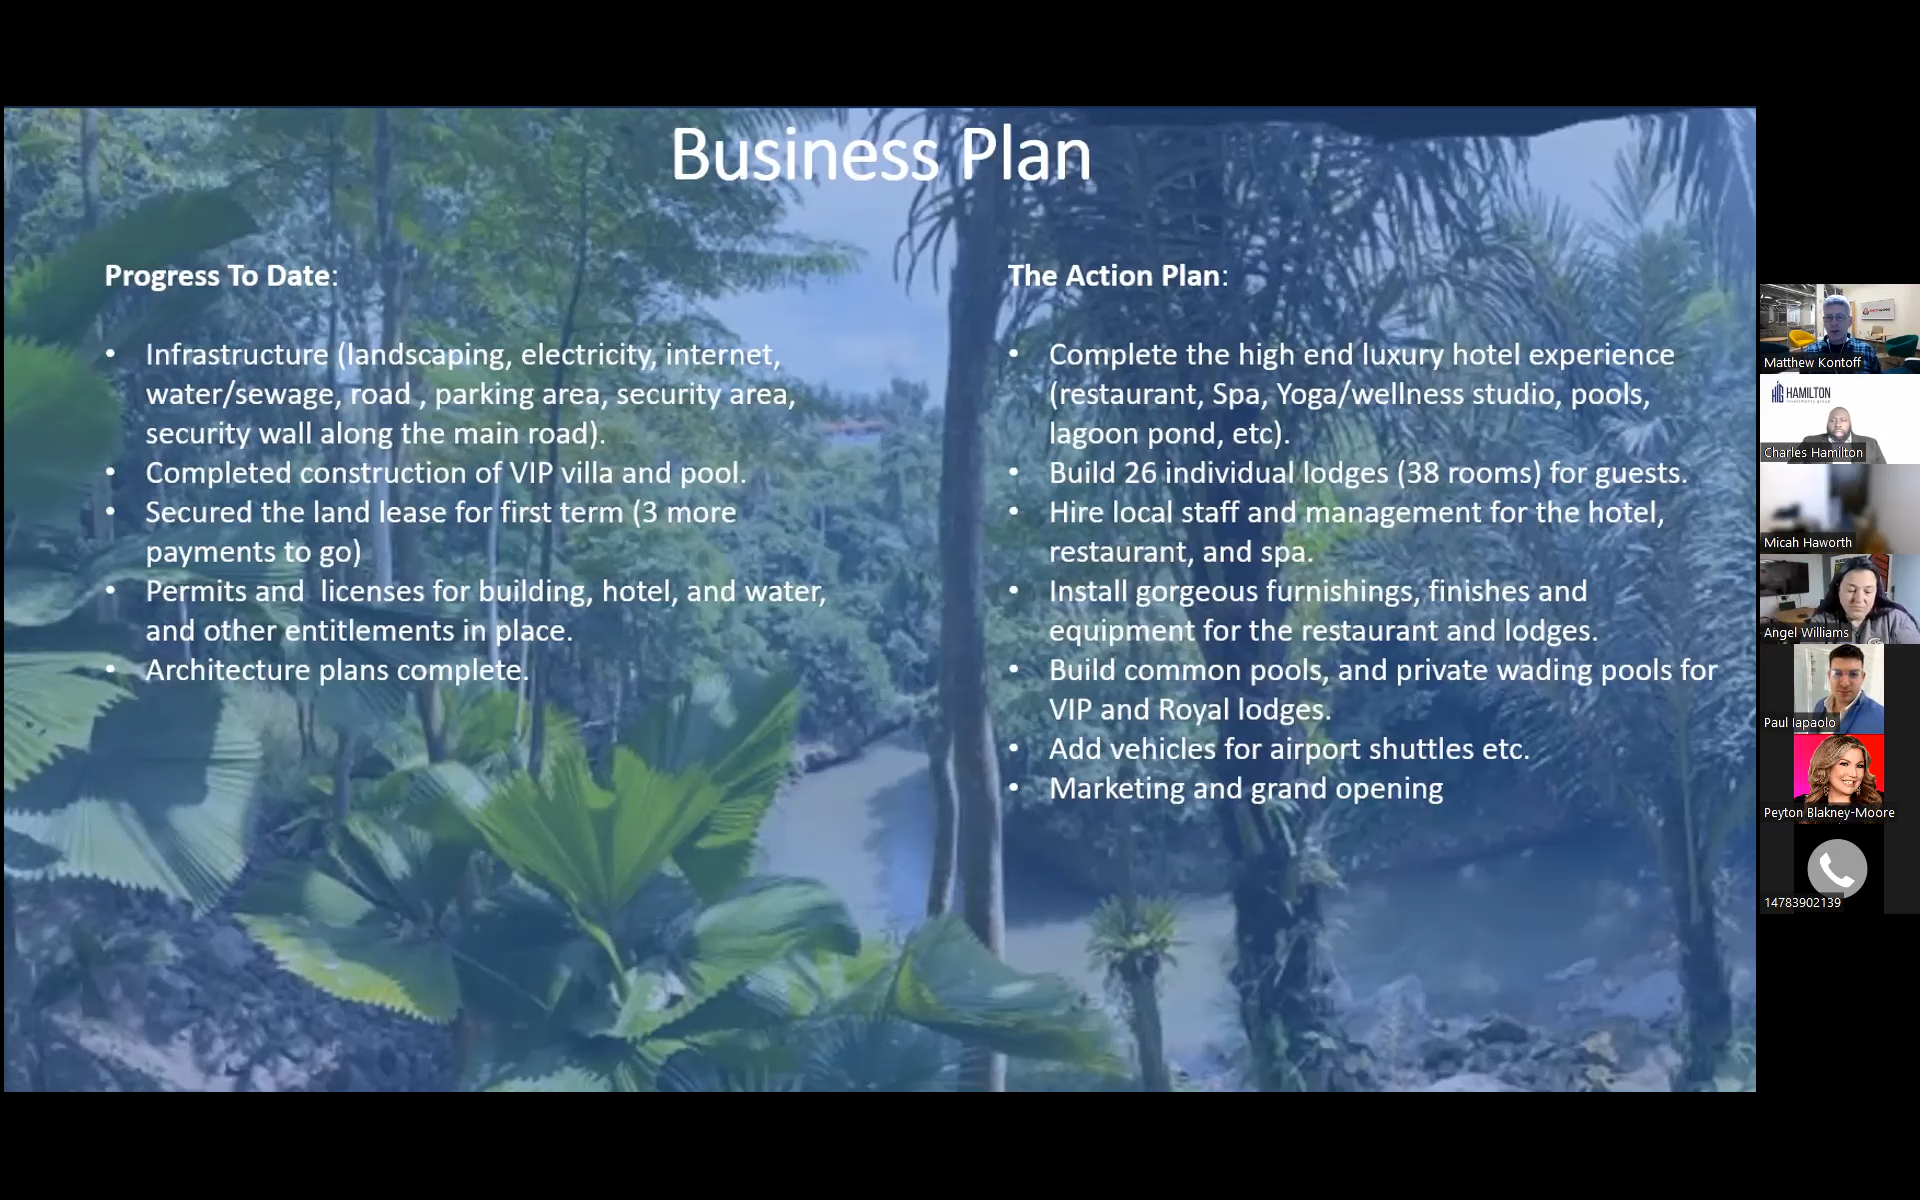 Business Plan
Progress To Date:
• Infrastructure (landscaping, electricity, internet,
water/sewage, road , parking area, security area,
security wall along the main road).
• Completed construction of VIP villa and pool.
• Secured the land lease for first term (3 more
payments to go)
• Permits and  licenses for building, hotel, and water,
and other entitlements in place.
• Architecture plans complete.
The Action Plan:
• Complete the high end luxury hotel experience
(restaurant, Spa, Yoga/wellness studio, pools,
lagoon pond, etc).
• Build 26 individual lodges (38 rooms) for guests.
• Hire local staff and management for the hotel,
restaurant, and spa.
• Install gorgeous furnishings, finishes and
equipment for the restaurant and lodges.
• Build common pools, and private wading pools for
VIP and Royal lodges.
• Add vehicles for airport shuttles etc.
• Marketing and grand opening
Matthew Kontoff
HAMILTON
Charles Hamilton
Micah Haworth
Angel Williams
Paul Iapaolo
Peyton Blakney-Moore
14783902139